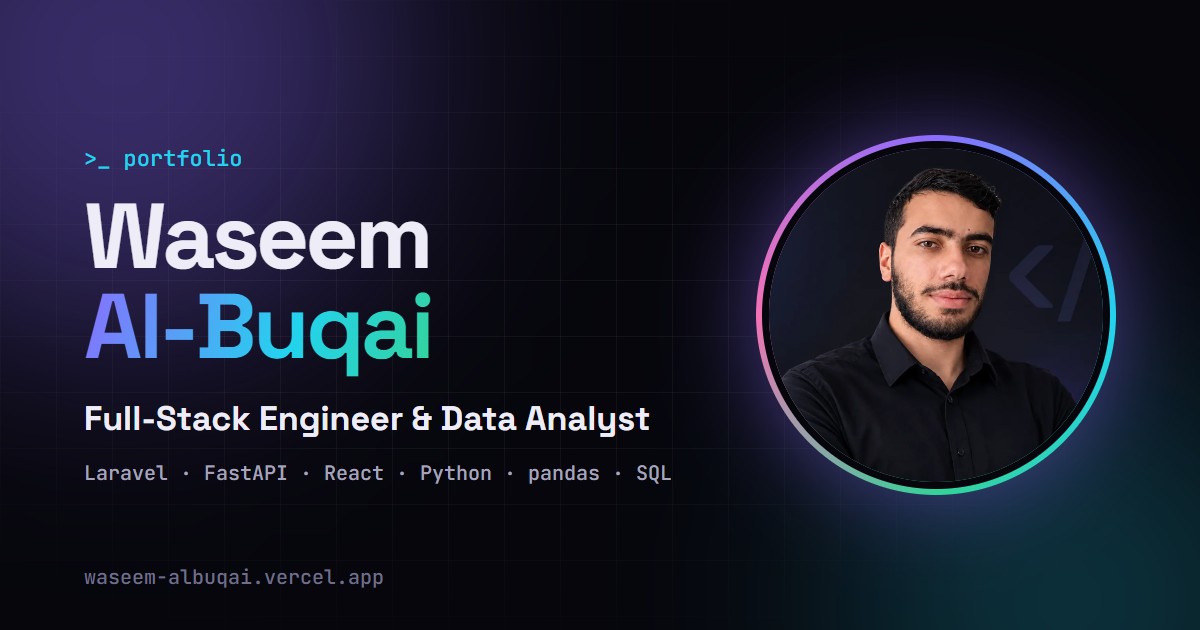 >_ portfolio
Waseem
Al-Buqai
Full-Stack Engineer & Data Analyst
Laravel · FastAPI · React · Python · pandas · SQL
waseem-albuqai.vercel.app
</>